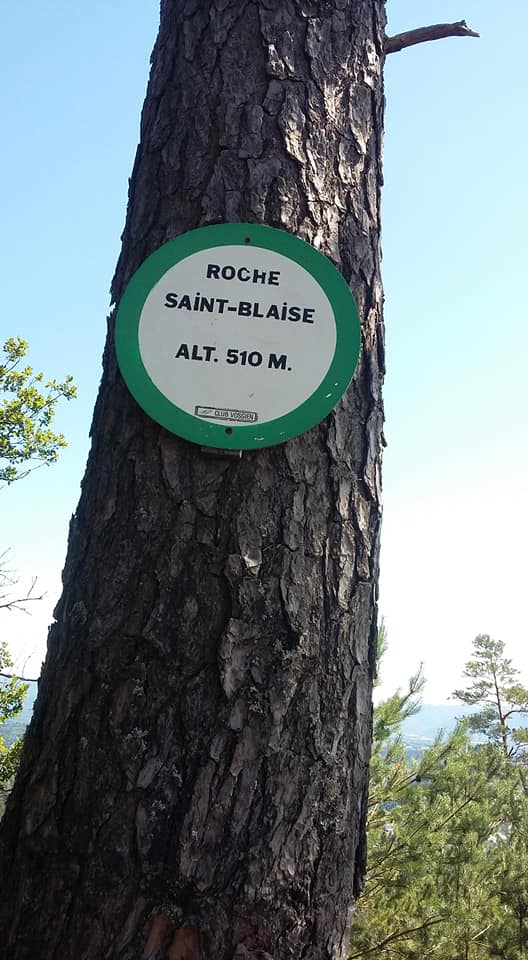 ROCHE
SAINT-BLAISE
ALT. 510 M.
CLUB VOSGIEN